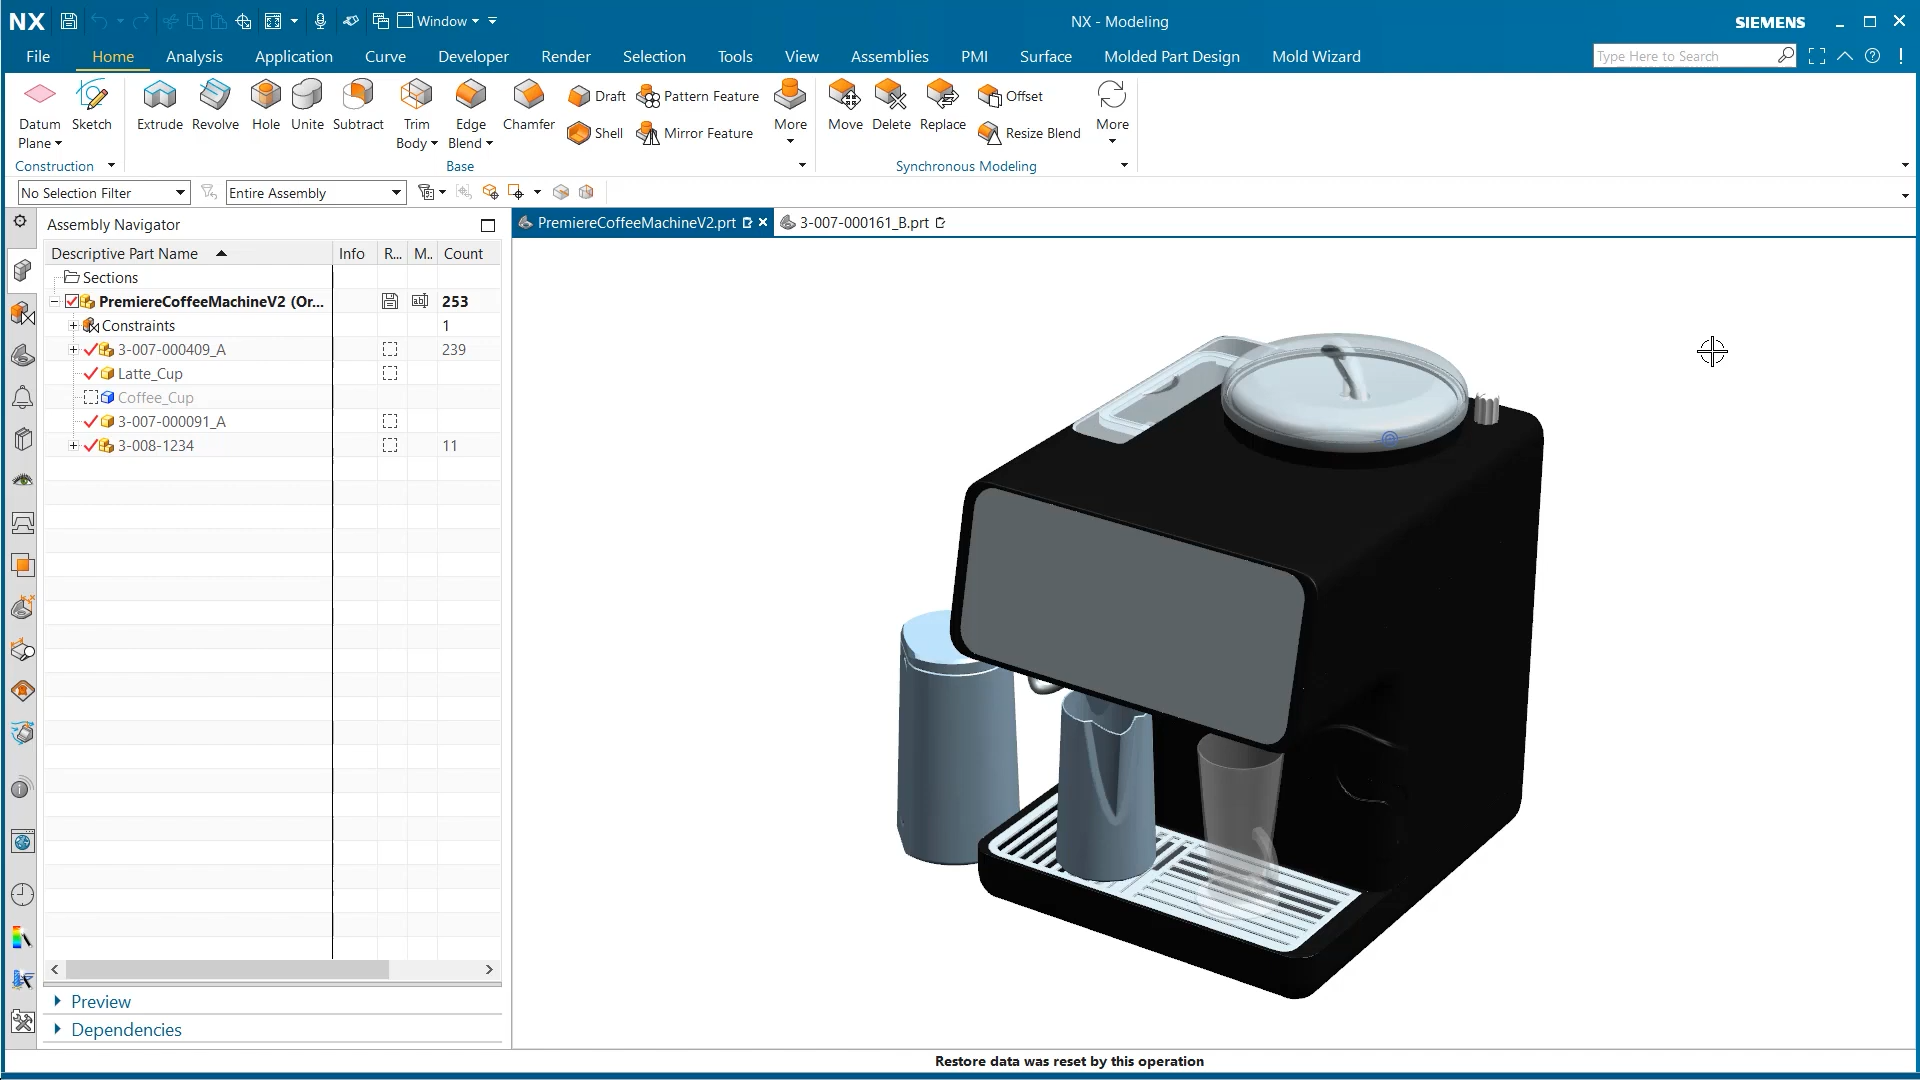 NX Window NX - Modeling SIEMENS
File Home Analysis Application Curve Developer Render Selection Tools View Assemblies PMI Surface Molded Part Design Mold Wizard Type Here to Search
Datum Plane Sketch Extrude Revolve Hole Unite Subtract Trim Body Edge Blend Chamfer Draft Shell Pattern Feature Mirror Feature More Move Delete Replace Offset Resize Blend More
Construction Base Synchronous Modeling
No Selection Filter Entire Assembly
Assembly Navigator PremiereCoffeeMachineV2.prt 3-007-000161_B.prt
Descriptive Part Name Info R... M.. Count
Sections
PremiereCoffeeMachineV2 (Or... 253
Constraints 1
3-007-000409_A 239
Latte_Cup
Coffee_Cup
3-007-000091_A
3-008-1234 11
Preview
Dependencies
Restore data was reset by this operation